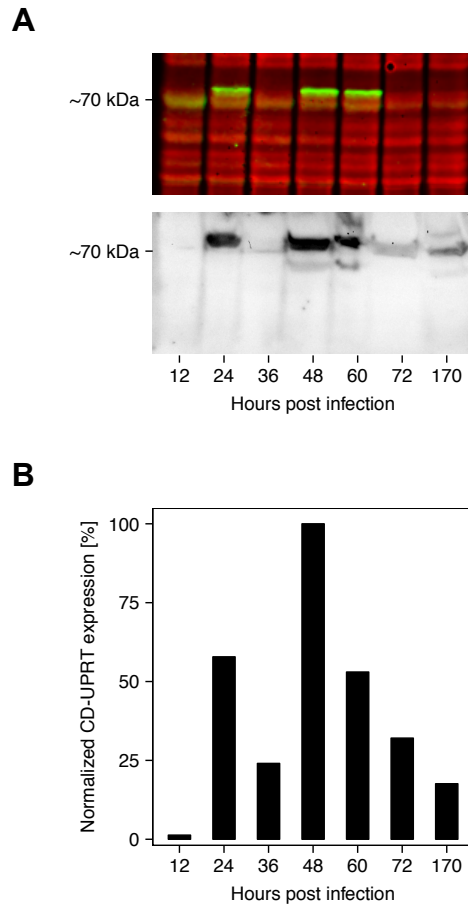 A
~70 kDa
~70 kDa
12 24 36 48 60 72 170
Hours post infection
B
Normalized CD-UPRT expression [%]
100
75
50
25
0
12 24 36 48 60 72 170
Hours post infection